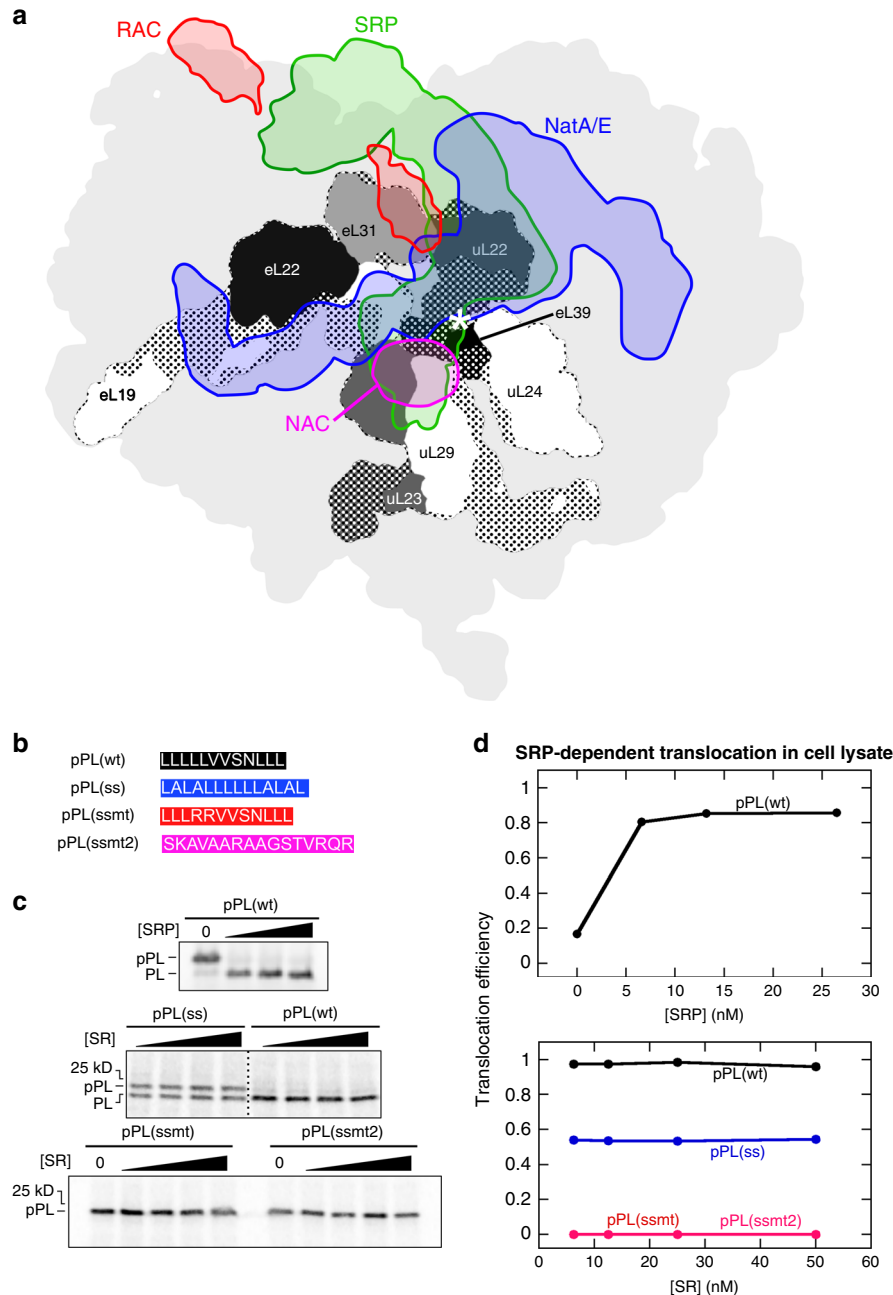 a
RAC
SRP
NatA/E
eL31
uL22
eL22
*
eL39
eL19
uL24
NAC
uL29
uL23
b
pPL(wt) LLLLLVVSNLLL
pPL(ss) LALALLLLLLALAL
pPL(ssmt) LLLRRVVSNLLL
pPL(ssmt2) SKAVAARAAGSTVRQR
c
pPL(wt)
[SRP] 0
pPL
PL
pPL(ss) pPL(wt)
[SR]
25 kD
pPL
PL
pPL(ssmt) pPL(ssmt2)
[SR] 0 0
25 kD
pPL
d
SRP-dependent translocation in cell lysate
Translocation efficiency
pPL(wt)
1
0.8
0.6
0.4
0.2
0
0 5 10 15 20 25 30
[SRP] (nM)
1
0.8
0.6
0.4
0.2
0
pPL(wt)
pPL(ss)
pPL(ssmt) pPL(ssmt2)
0 10 20 30 40 50 60
[SR] (nM)